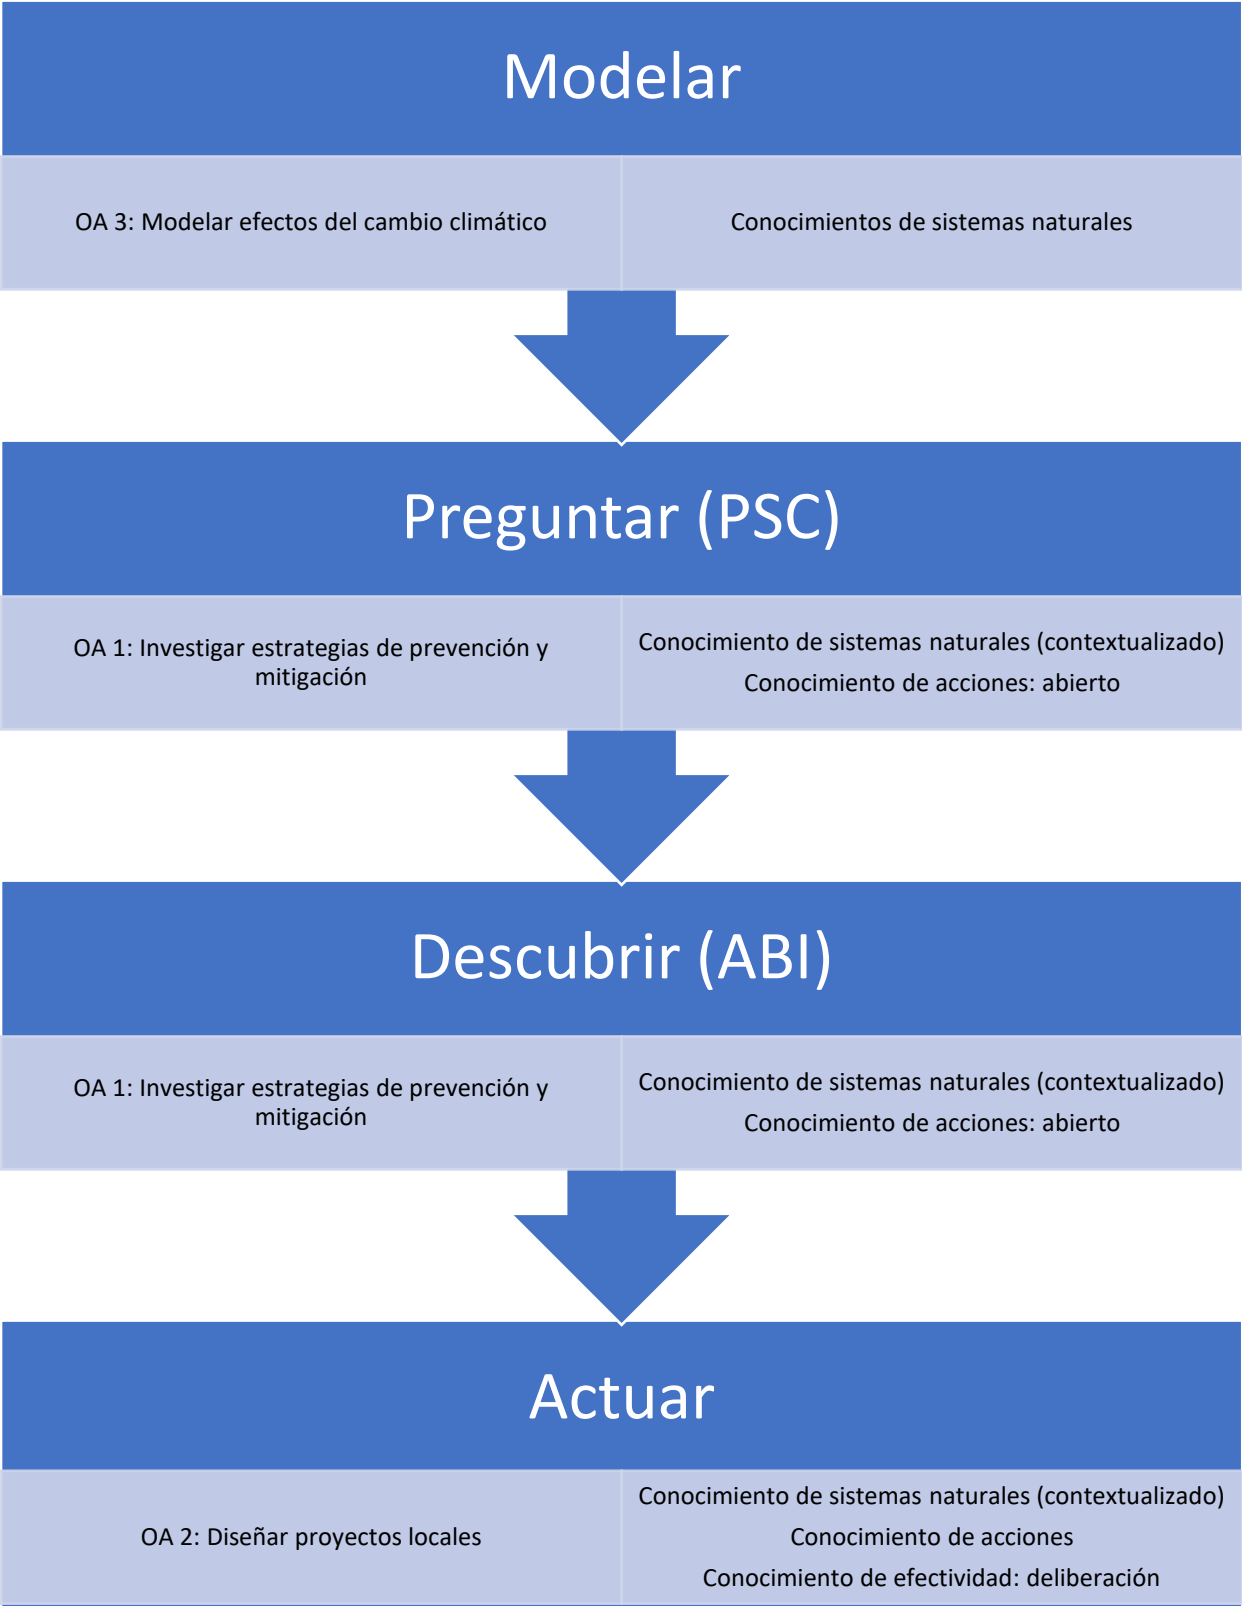 Modelar
OA 3: Modelar efectos del cambio climático
Conocimientos de sistemas naturales
Preguntar (PSC)
OA 1: Investigar estrategias de prevención y
mitigación
Conocimiento de sistemas naturales (contextualizado)
Conocimiento de acciones: abierto
Descubrir (ABI)
OA 1: Investigar estrategias de prevención y
mitigación
Conocimiento de sistemas naturales (contextualizado)
Conocimiento de acciones: abierto
Actuar
OA 2: Diseñar proyectos locales
Conocimiento de sistemas naturales (contextualizado)
Conocimiento de acciones
Conocimiento de efectividad: deliberación